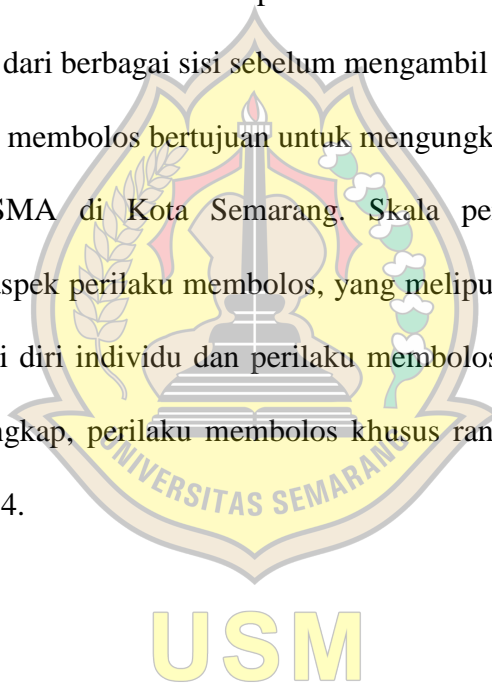 dari berbagai sisi sebelum mengambil
membolos bertujuan untuk mengungk
SMA di Kota Semarang. Skala pe
aspek perilaku membolos, yang melipu
i diri individu dan perilaku membolos
ngkap, perilaku membolos khusus ran
4.
UNIVERSITAS SEMARANG
USM